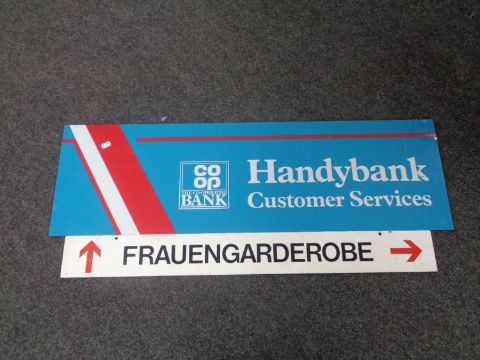 co
op
THE CO-OPERATIVE
BANK
Handybank
Customer Services
FRAUENGARDEROBE